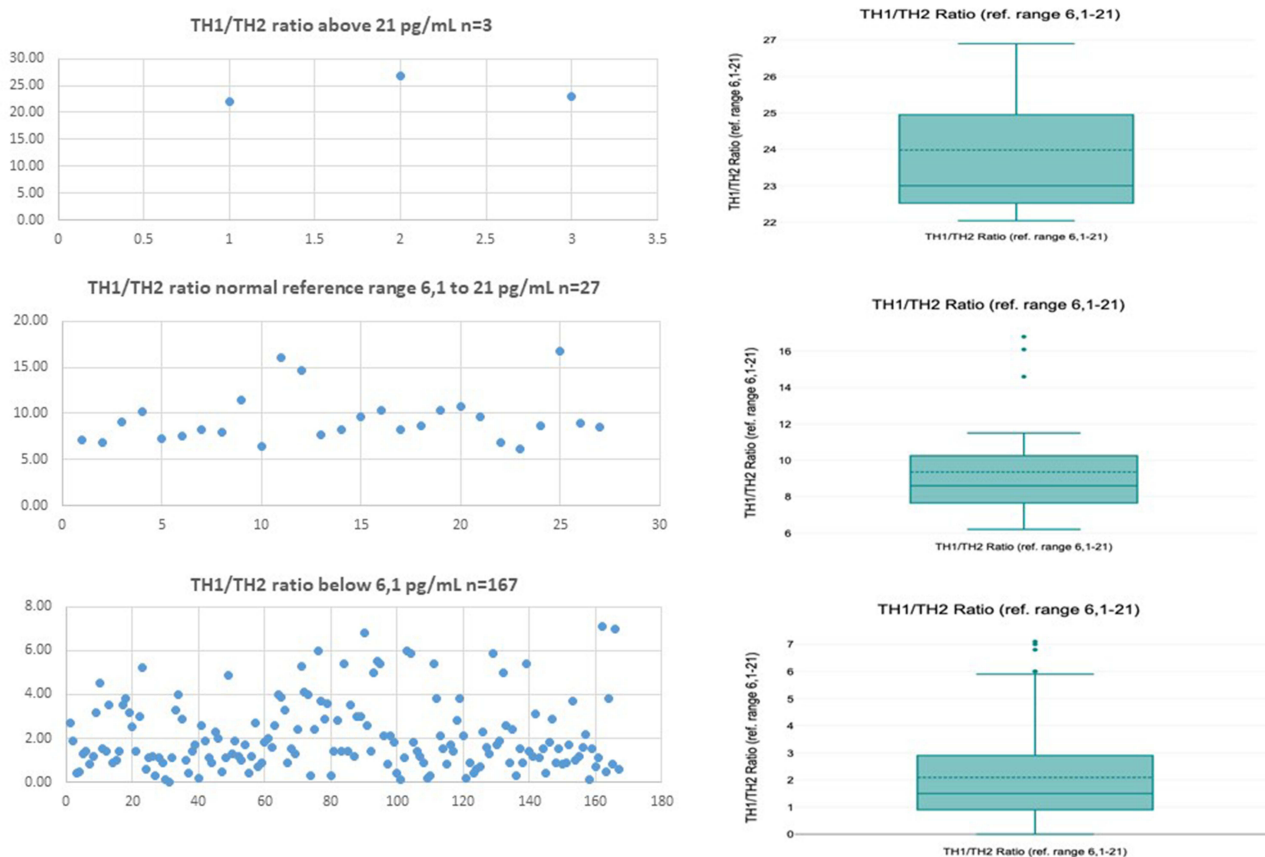 TH1/TH2 ratio above 21 pg/mL n=3
30.00
25.00
20.00
15.00
10.00
5.00
0.00
0 0.5 1 1.5 2 2.5 3 3.5
TH1/TH2 Ratio (ref. range 6,1-21)
TH1/TH2 Ratio (ref. range 6,1-21)
27
26
25
24
23
22
TH1/TH2 Ratio (ref. range 6,1-21)
TH1/TH2 ratio normal reference range 6,1 to 21 pg/mL n=27
20.00
15.00
10.00
5.00
0.00
0 5 10 15 20 25 30
TH1/TH2 Ratio (ref. range 6,1-21)
TH1/TH2 Ratio (ref. range 6,1-21)
16
14
12
10
8
6
TH1/TH2 Ratio (ref. range 6,1-21)
TH1/TH2 ratio below 6,1 pg/mL n=167
8.00
6.00
4.00
2.00
0.00
0 20 40 60 80 100 120 140 160 180
TH1/TH2 Ratio (ref. range 6,1-21)
TH1/TH2 Ratio (ref. range 6,1-21)
7
6
5
4
3
2
1
0
TH1/TH2 Ratio (ref. range 6,1-21)